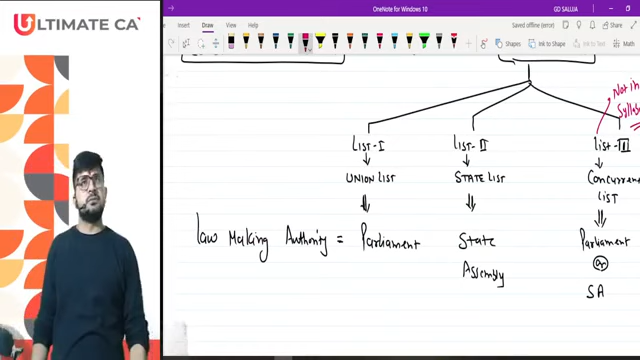 ULTIMATE CA
OneNote for Windows 10
GD SALUJA
Home
Insert
Draw
View
Help
Saved offline (error)
Shapes
Ink to Shape
Ink to Text
Math
Not in
List-I
List-II
List-III
UNION LIST
STATE LIST
Concurrent
LIST
Law Making Authority = Parliament
State
Assembly
Parliament
or
SA